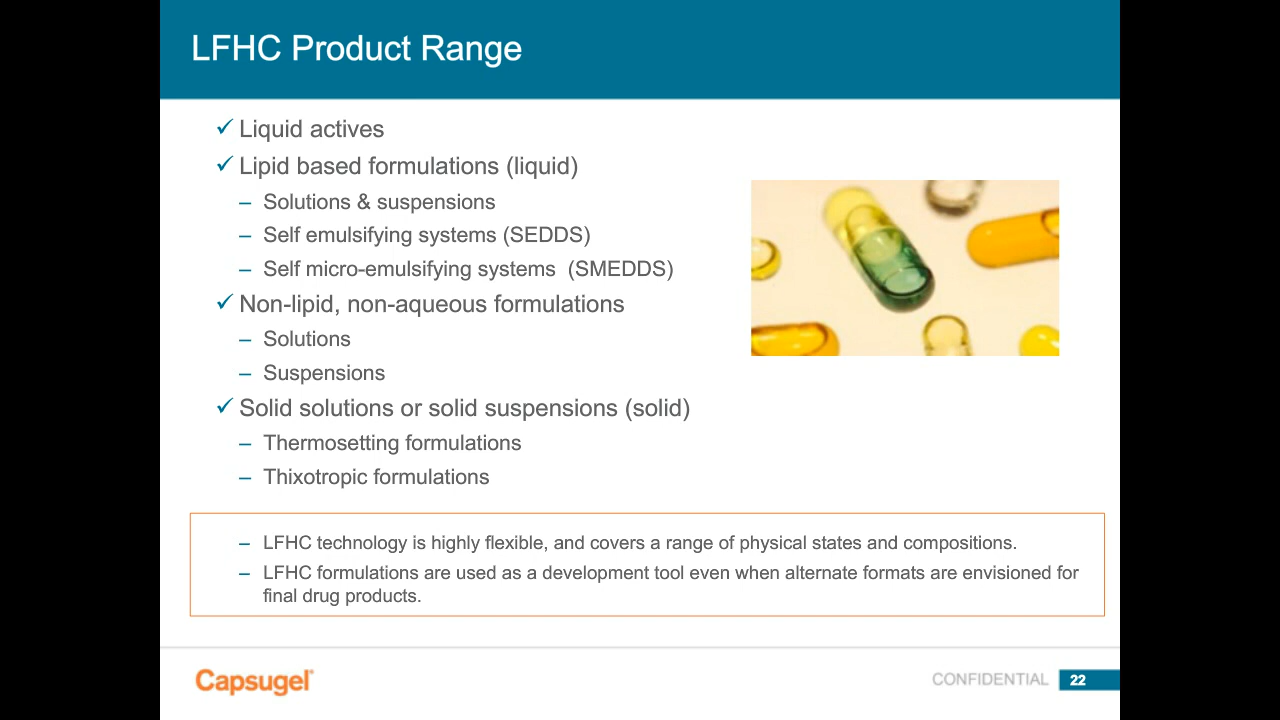 LFHC Product Range
✓ Liquid actives
✓ Lipid based formulations (liquid)
– Solutions & suspensions
– Self emulsifying systems (SEDDS)
– Self micro-emulsifying systems (SMEDDS)
✓ Non-lipid, non-aqueous formulations
– Solutions
– Suspensions
✓ Solid solutions or solid suspensions (solid)
– Thermosetting formulations
– Thixotropic formulations
– LFHC technology is highly flexible, and covers a range of physical states and compositions.
– LFHC formulations are used as a development tool even when alternate formats are envisioned for
final drug products.
Capsugel®
CONFIDENTIAL 22